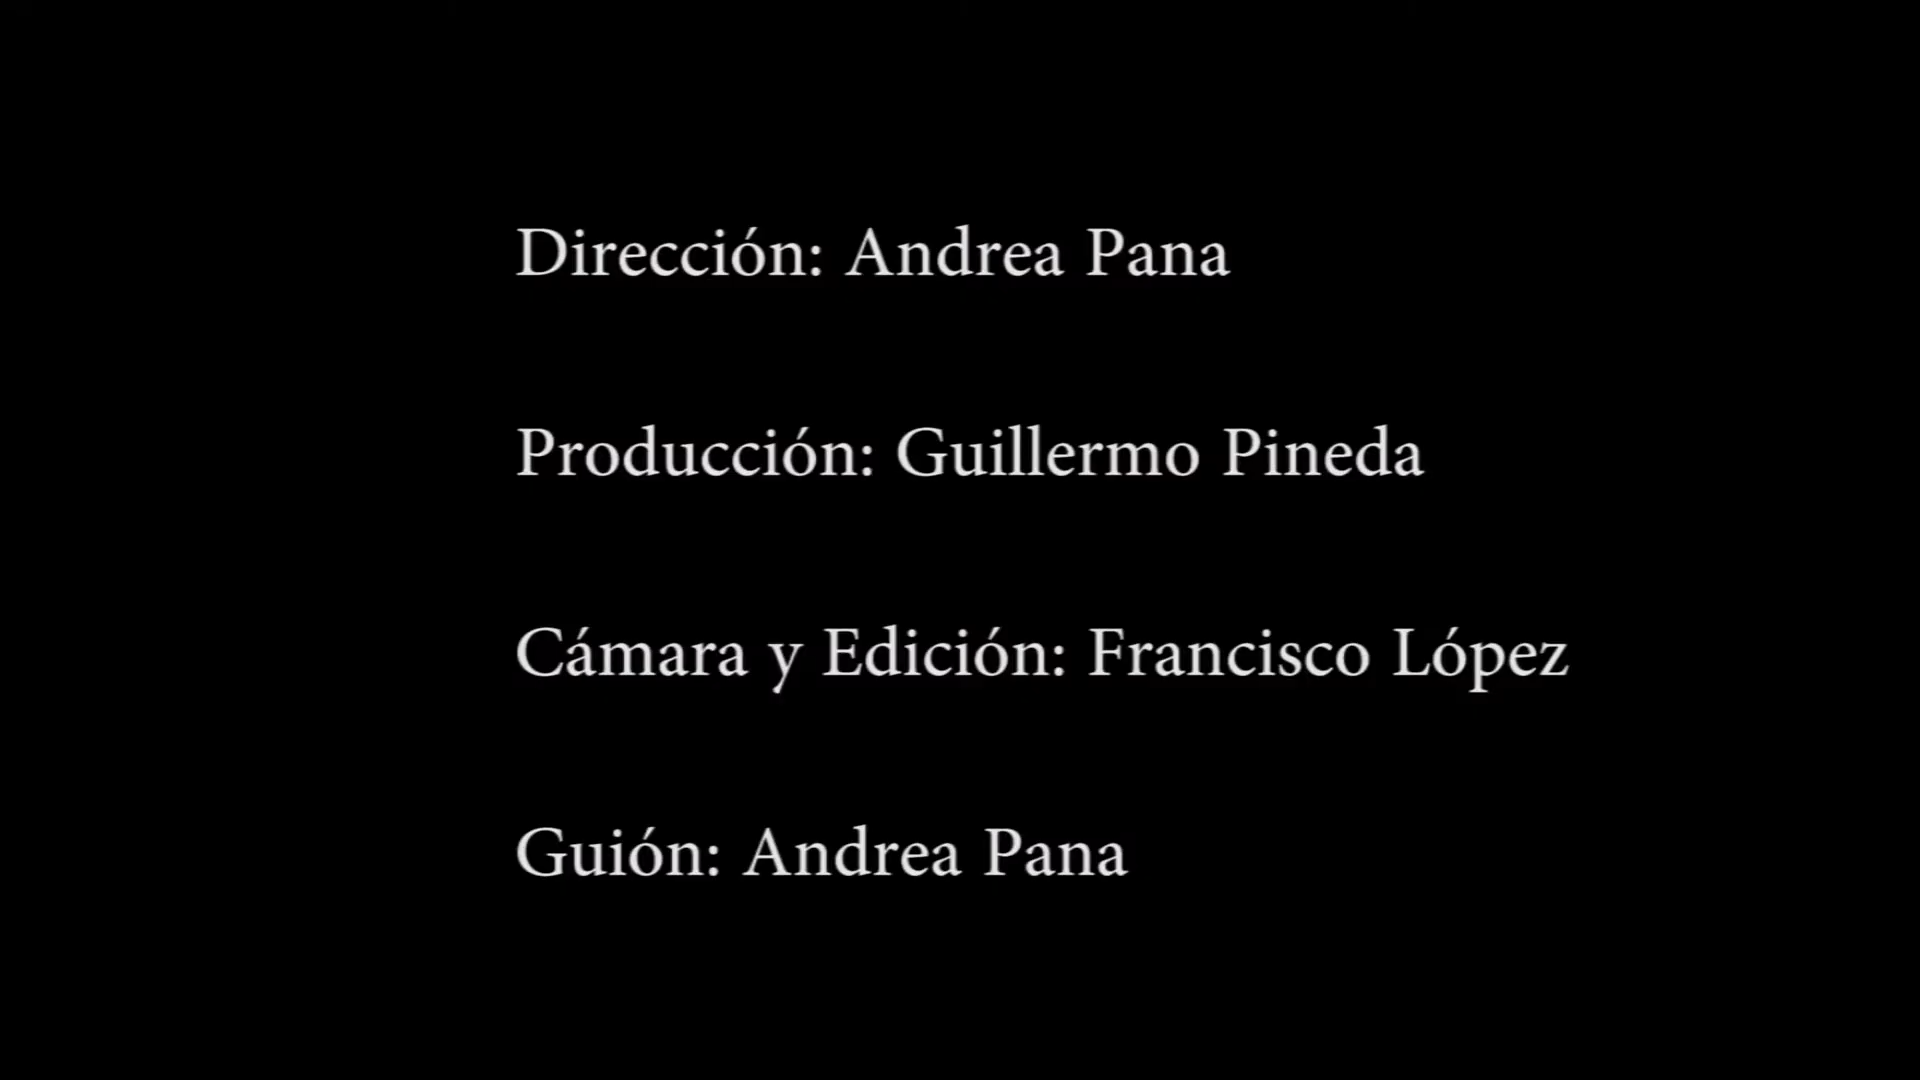 Dirección: Andrea Pana
Producción: Guillermo Pineda
Cámara y Edición: Francisco López
Guión: Andrea Pana